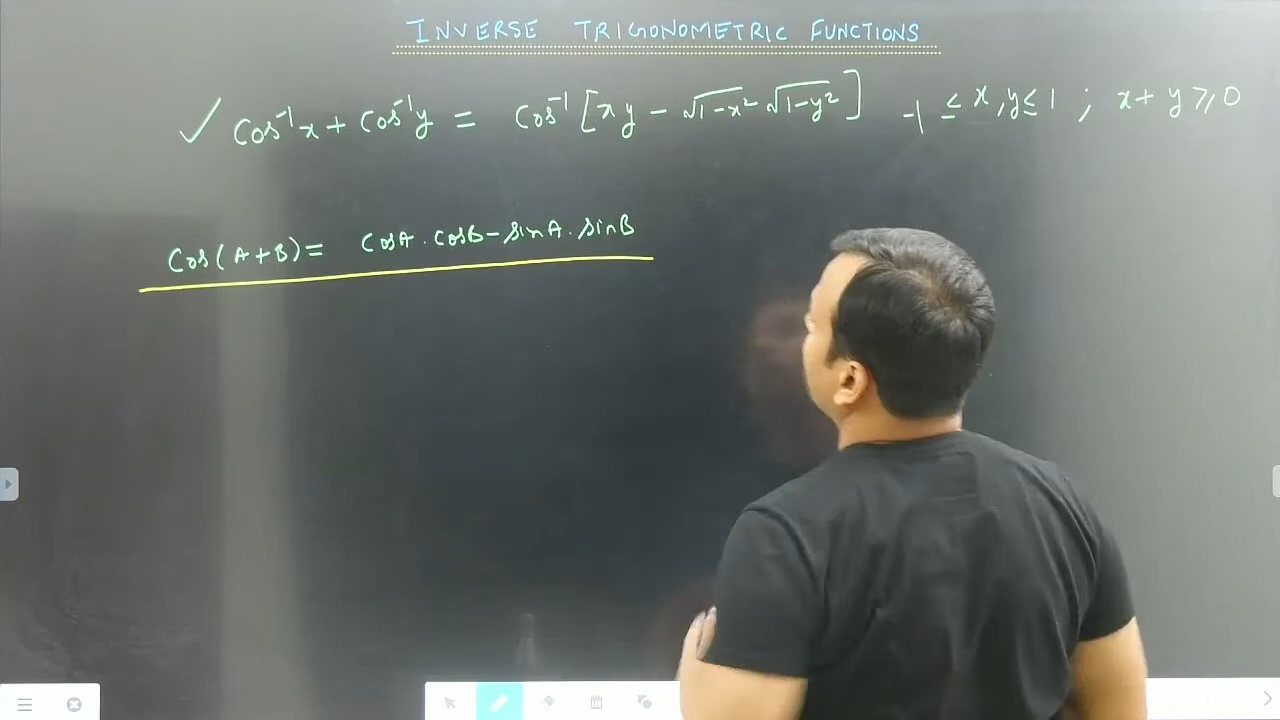 INVERSE TRIGONOMETRIC FUNCTIONS
✓ Cos⁻¹x + Cos⁻¹y = Cos⁻¹[xy − √1−x² √1−y²] -1 ≤ x,y ≤ 1 ; x+y ≥ 0
Cos(A+B)= CosA . CosB − SinA . SinB